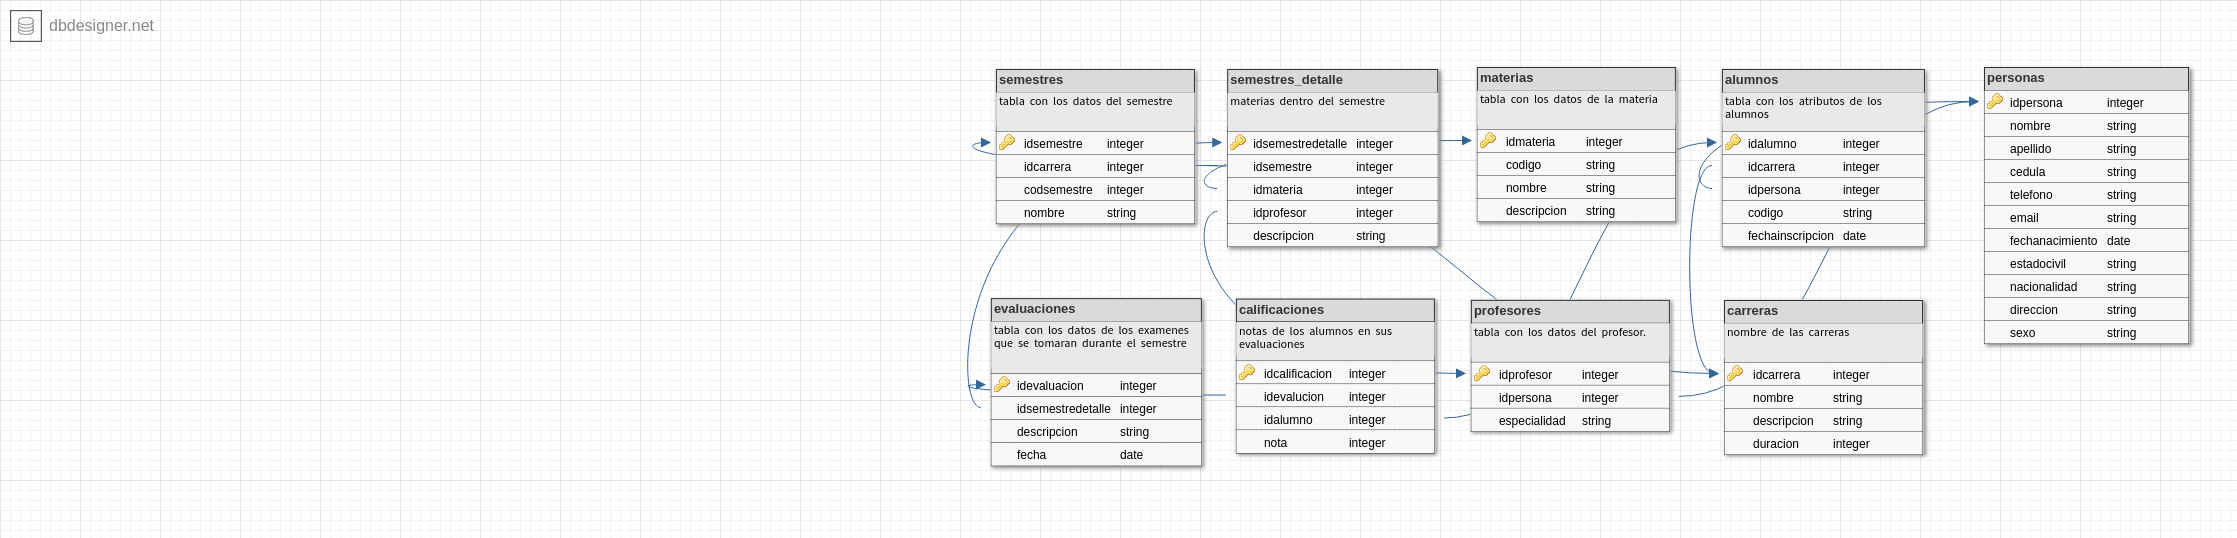 dbdesigner.net
semestres
tabla con los datos del semestre
idsemestre integer
idcarrera integer
codsemestre integer
nombre string
semestres_detalle
materias dentro del semestre
idsemestredetalle integer
idsemestre integer
idmateria integer
idprofesor integer
descripcion string
materias
tabla con los datos de la materia
idmateria integer
codigo string
nombre string
descripcion string
alumnos
tabla con los atributos de los
alumnos
idalumno integer
idcarrera integer
idpersona integer
codigo string
fechainscripcion date
personas
idpersona integer
nombre string
apellido string
cedula string
telefono string
email string
fechanacimiento date
estadocivil string
nacionalidad string
direccion string
sexo string
evaluaciones
tabla con los datos de los examenes
que se tomaran durante el semestre
idevaluacion integer
idsemestredetalle integer
descripcion string
fecha date
calificaciones
notas de los alumnos en sus
evaluaciones
idcalificacion integer
idevalucion integer
idalumno integer
nota integer
profesores
tabla con los datos del profesor.
idprofesor integer
idpersona integer
especialidad string
carreras
nombre de las carreras
idcarrera integer
nombre string
descripcion string
duracion integer